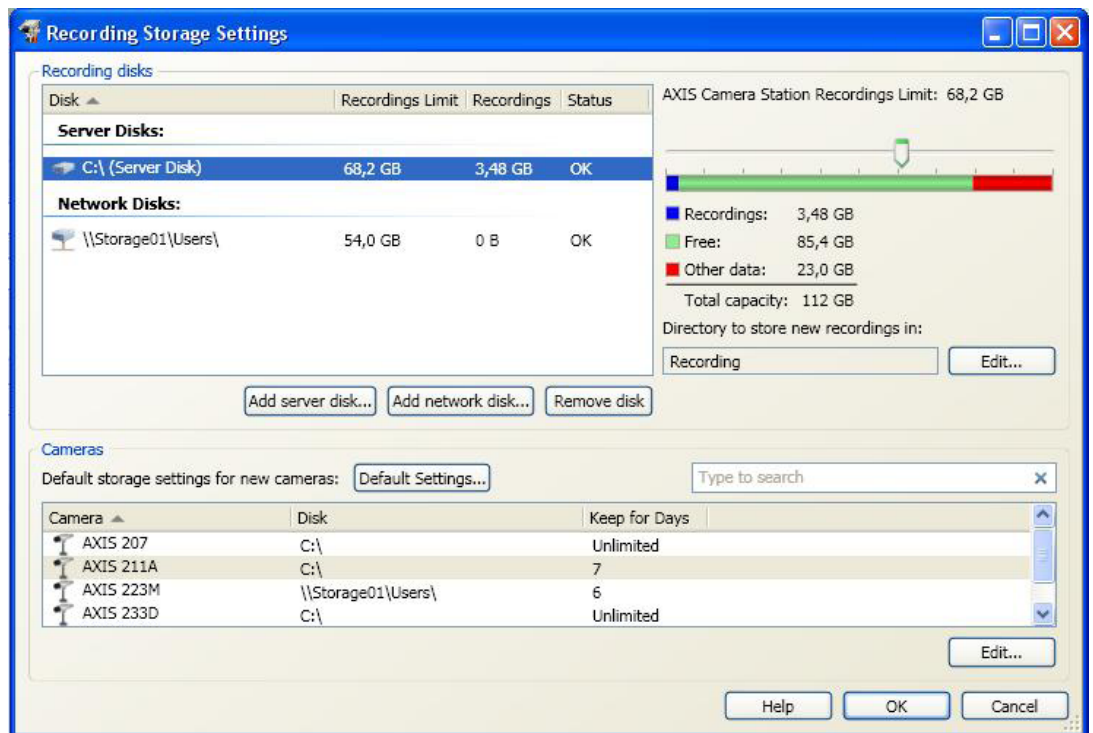 Recording Storage Settings
Recording disks
Disk Recordings Limit Recordings Status
Server Disks:
C:\ (Server Disk) 68,2 GB 3,48 GB OK
Network Disks:
\\Storage01\Users\ 54,0 GB 0 B OK
AXIS Camera Station Recordings Limit: 68,2 GB
Recordings: 3,48 GB
Free: 85,4 GB
Other data: 23,0 GB
Total capacity: 112 GB
Directory to store new recordings in:
Recording Edit...
Add server disk... Add network disk... Remove disk
Cameras
Default storage settings for new cameras: Default Settings... Type to search
Camera Disk Keep for Days
AXIS 207 C:\ Unlimited
AXIS 211A C:\ 7
AXIS 223M \\Storage01\Users\ 6
AXIS 233D C:\ Unlimited
Edit...
Help OK Cancel